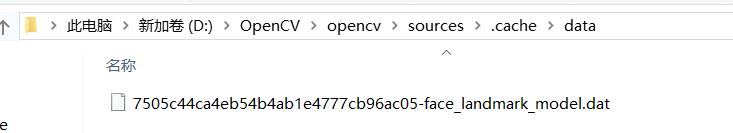 此电脑 > 新加卷 (D:) > OpenCV > opencv > sources > .cache > data
名称
7505c44ca4eb54b4ab1e4777cb96ac05-face_landmark_model.dat
e